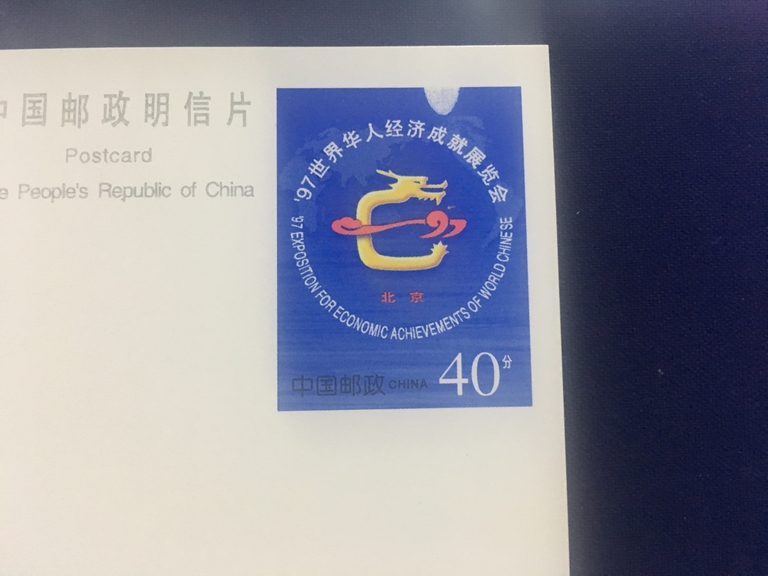 中国邮政明信片
Postcard
e People's Republic of China
'97世界华人经济成就展览会
97
'97 EXPOSITION FOR ECONOMIC ACHIEVEMENTS OF WORLD CHINESE
北京
中国邮政 CHINA 40分